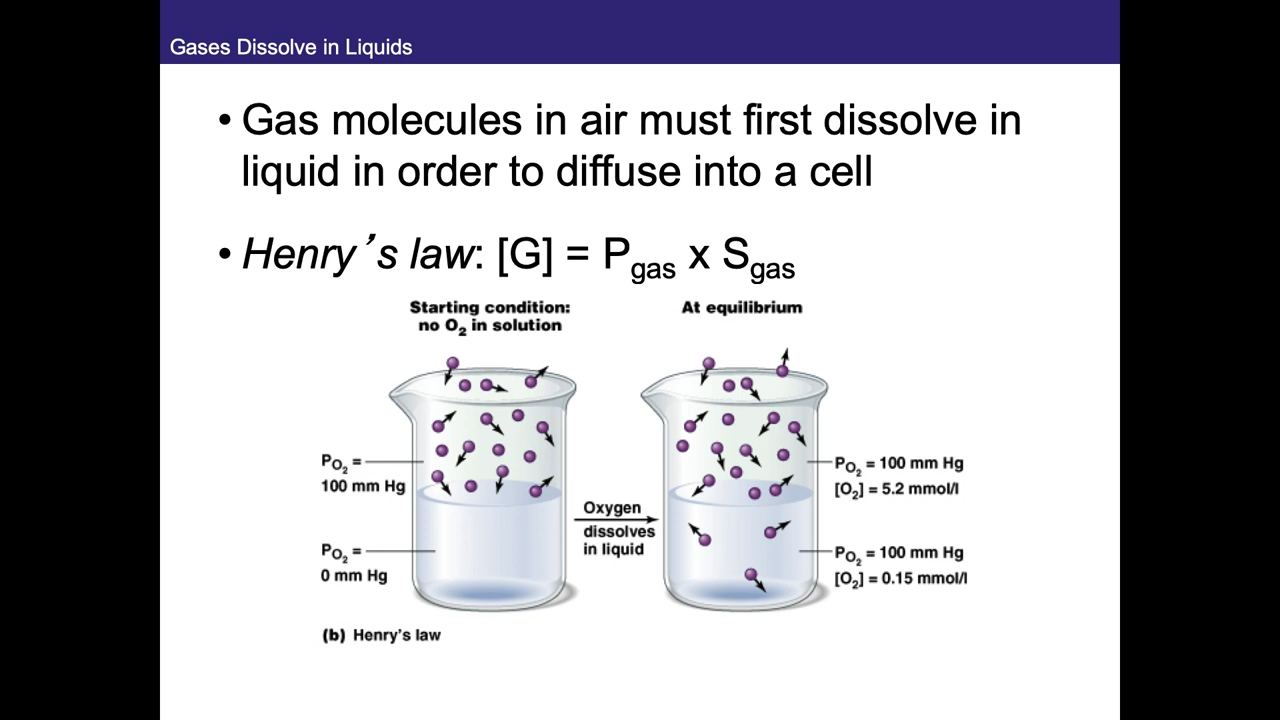 Gases Dissolve in Liquids
• Gas molecules in air must first dissolve in
liquid in order to diffuse into a cell
• Henry’s law: [G] = Pgas x Sgas
Starting condition:
no O2 in solution
At equilibrium
PO2 =
100 mm Hg
PO2 =
0 mm Hg
Oxygen
dissolves
in liquid
PO2 = 100 mm Hg
[O2] = 5.2 mmol/l
PO2 = 100 mm Hg
[O2] = 0.15 mmol/l
(b) Henry’s law